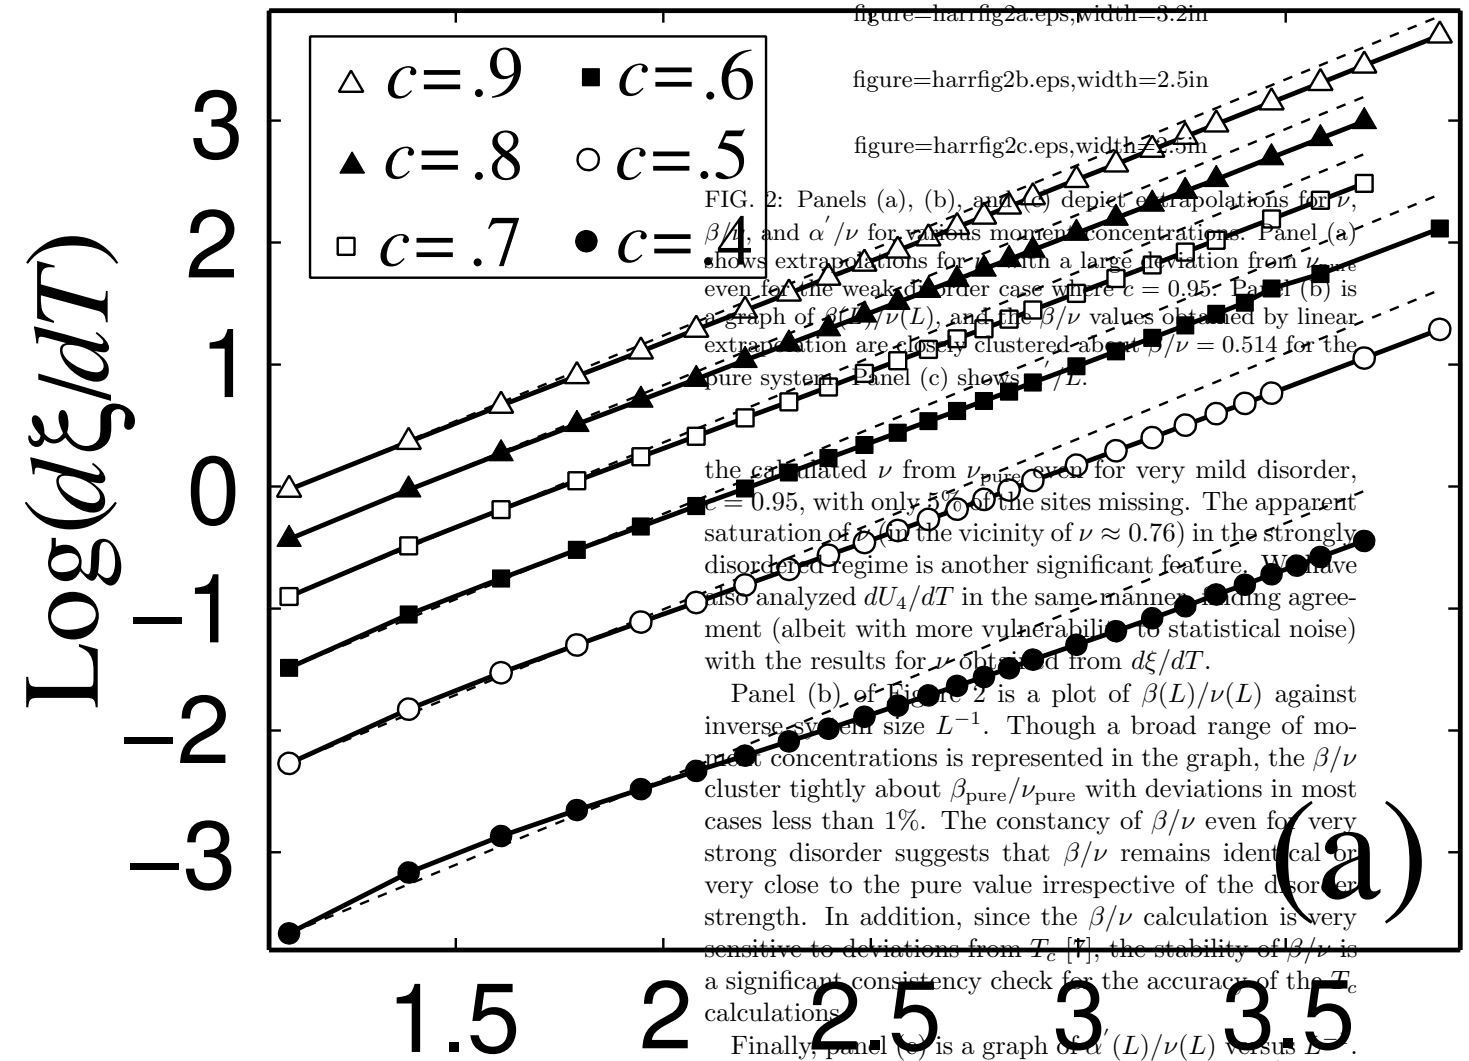 figure=harrfig2a.eps,width=3.2in
figure=harrfig2b.eps,width=2.5in
figure=harrfig2c.eps,width=2.5in
c=.9
c=.6
c=.8
c=.5
c=.7
c=.4
3
2
1
0
−1
−2
−3
Log(dξ/dT)
FIG. 2: Panels (a), (b), and (c) depict extrapolations for ν,
β/ν, and α′/ν for various moment concentrations. Panel (a)
shows extrapolations for ν with a large deviation from ν_pure
even for the weak disorder case where c = 0.95. Panel (b) is
a graph of β(L)/ν(L), and the β/ν values obtained by linear
extrapolation are closely clustered about β/ν = 0.514 for the
pure system. Panel (c) shows ′/L.
the calculated ν from ν_pure even for very mild disorder,
c = 0.95, with only 5% of the sites missing. The apparent
saturation of ν (in the vicinity of ν ≈ 0.76) in the strongly
disordered regime is another significant feature. We have
also analyzed dU₄/dT in the same manner, finding agree-
ment (albeit with more vulnerability to statistical noise)
with the results for ν obtained from dξ/dT.
Panel (b) of Figure 2 is a plot of β(L)/ν(L) against
inverse system size L⁻¹. Though a broad range of mo-
ment concentrations is represented in the graph, the β/ν
cluster tightly about β_pure/ν_pure with deviations in most
cases less than 1%. The constancy of β/ν even for very
strong disorder suggests that β/ν remains identical or
very close to the pure value irrespective of the disorder
strength. In addition, since the β/ν calculation is very
sensitive to deviations from T_c [7], the stability of β/ν is
a significant consistency check for the accuracy of the T_c
calculations.
Finally, panel (c) is a graph of α′(L)/ν(L) versus
(a)
1.5
2
2.5
3
3.5